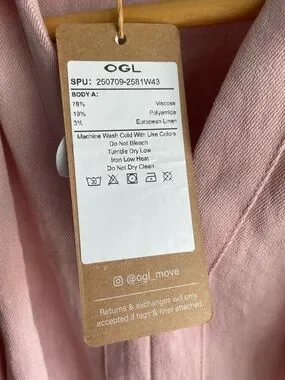 OGL
SPU: 250709-2581W43
BODY A:
78% Viscose
19% Polyamide
3% European Linen
Machine Wash Cold With Like Colors
Do Not Bleach
Tumble Dry Low
Iron Low Heat
Do Not Dry Clean
@ogl_move
Returns & exchanges will only
accepted if tags & liner attached.